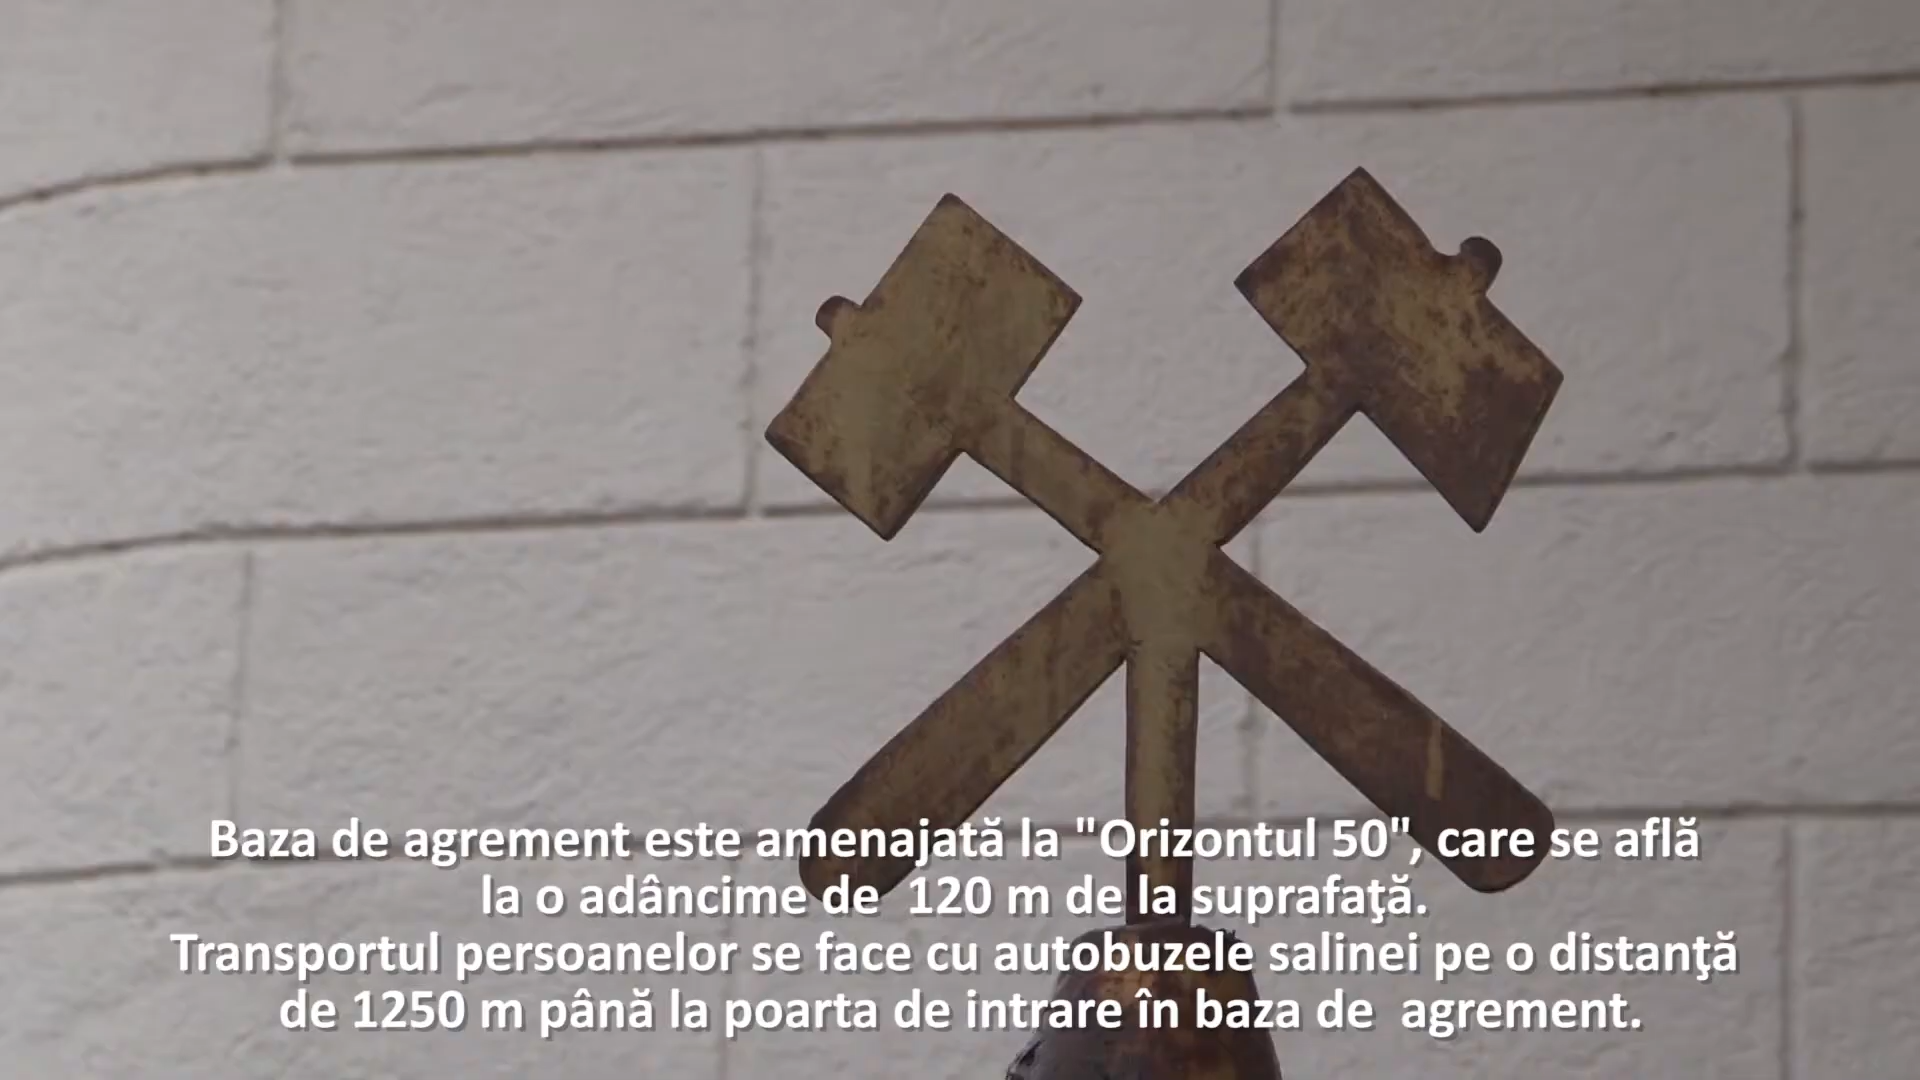 Baza de agrement este amenajată la "Orizontul 50", care se află
la o adâncime de  120 m de la suprafaţă.
Transportul persoanelor se face cu autobuzele salinei pe o distanţă
de 1250 m până la poarta de intrare în baza de  agrement.